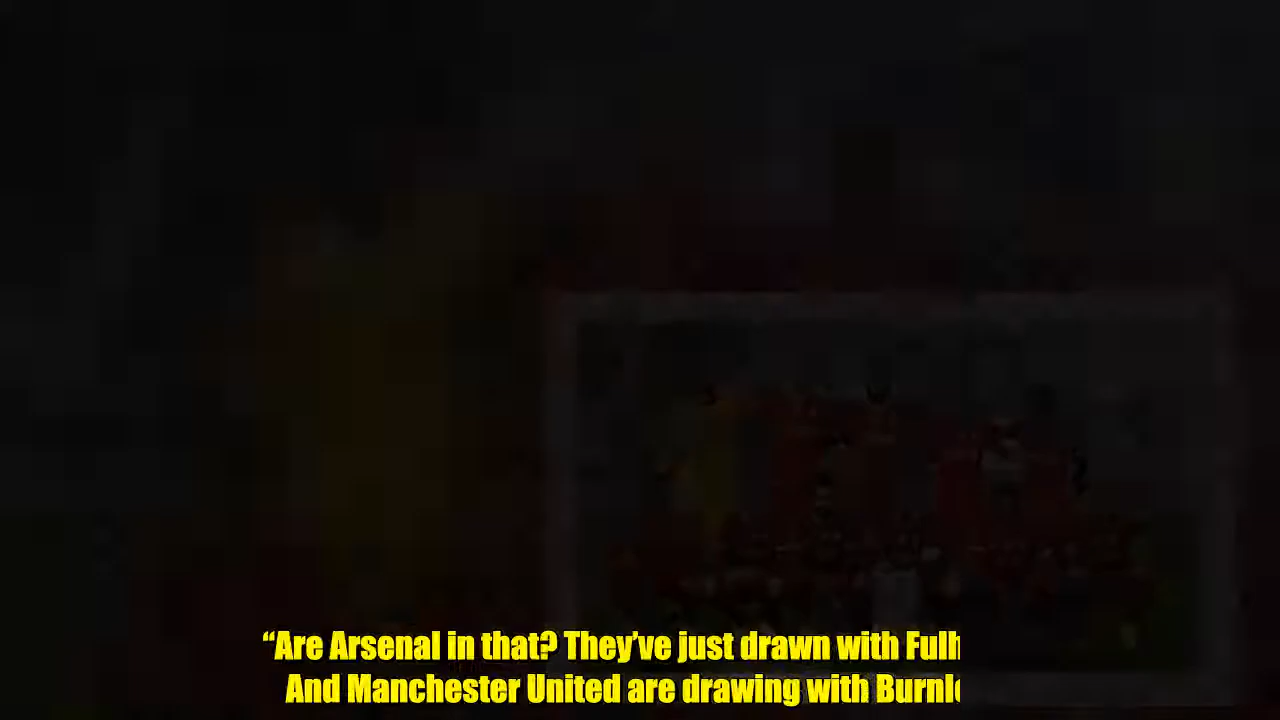 “Are Arsenal in that? They’ve just drawn with
And Manchester United are drawing with